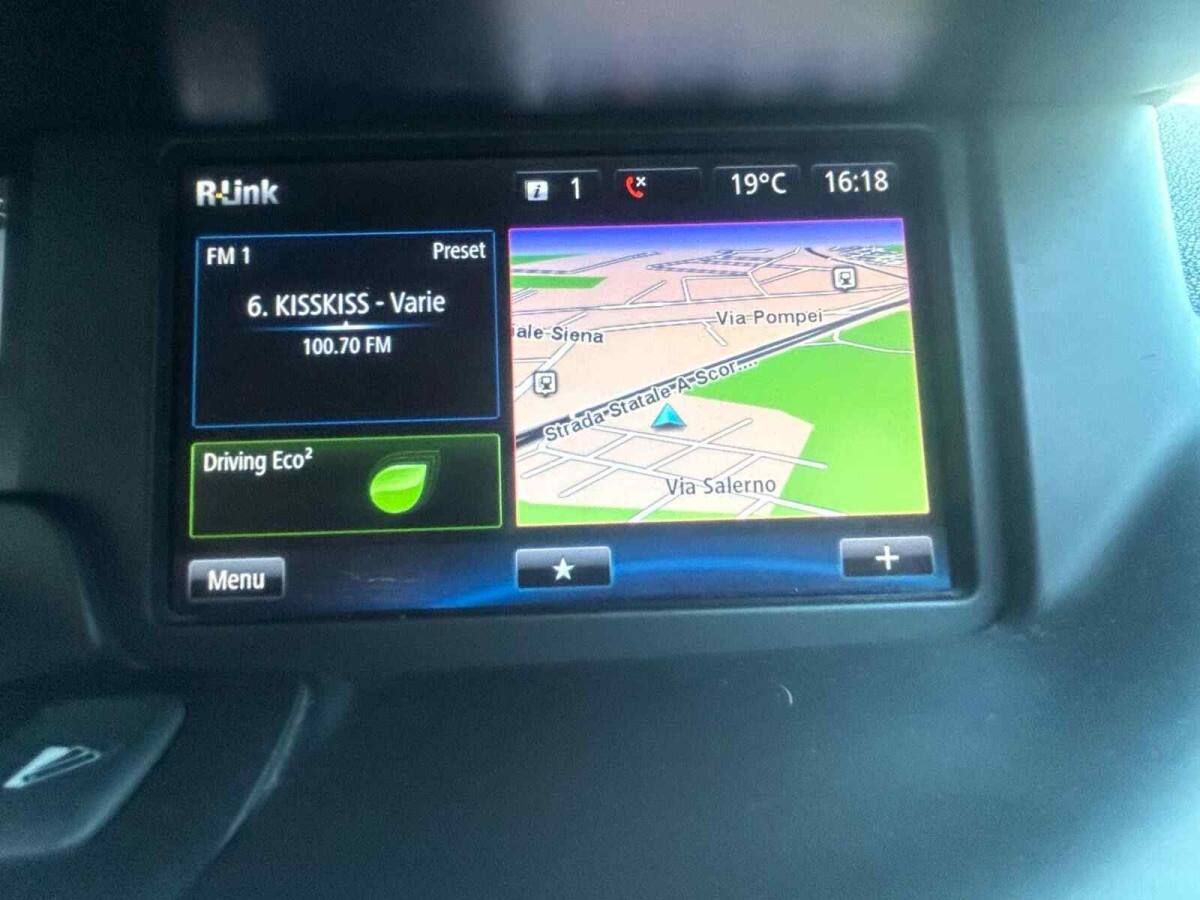 R-Link
i 1
19°C
16:18
FM 1
Preset
6. KISSKISS - Varie
100.70 FM
Driving Eco²
iale Siena
Via Pompei
Strada Statale A Scor....
Via Salerno
Menu
+